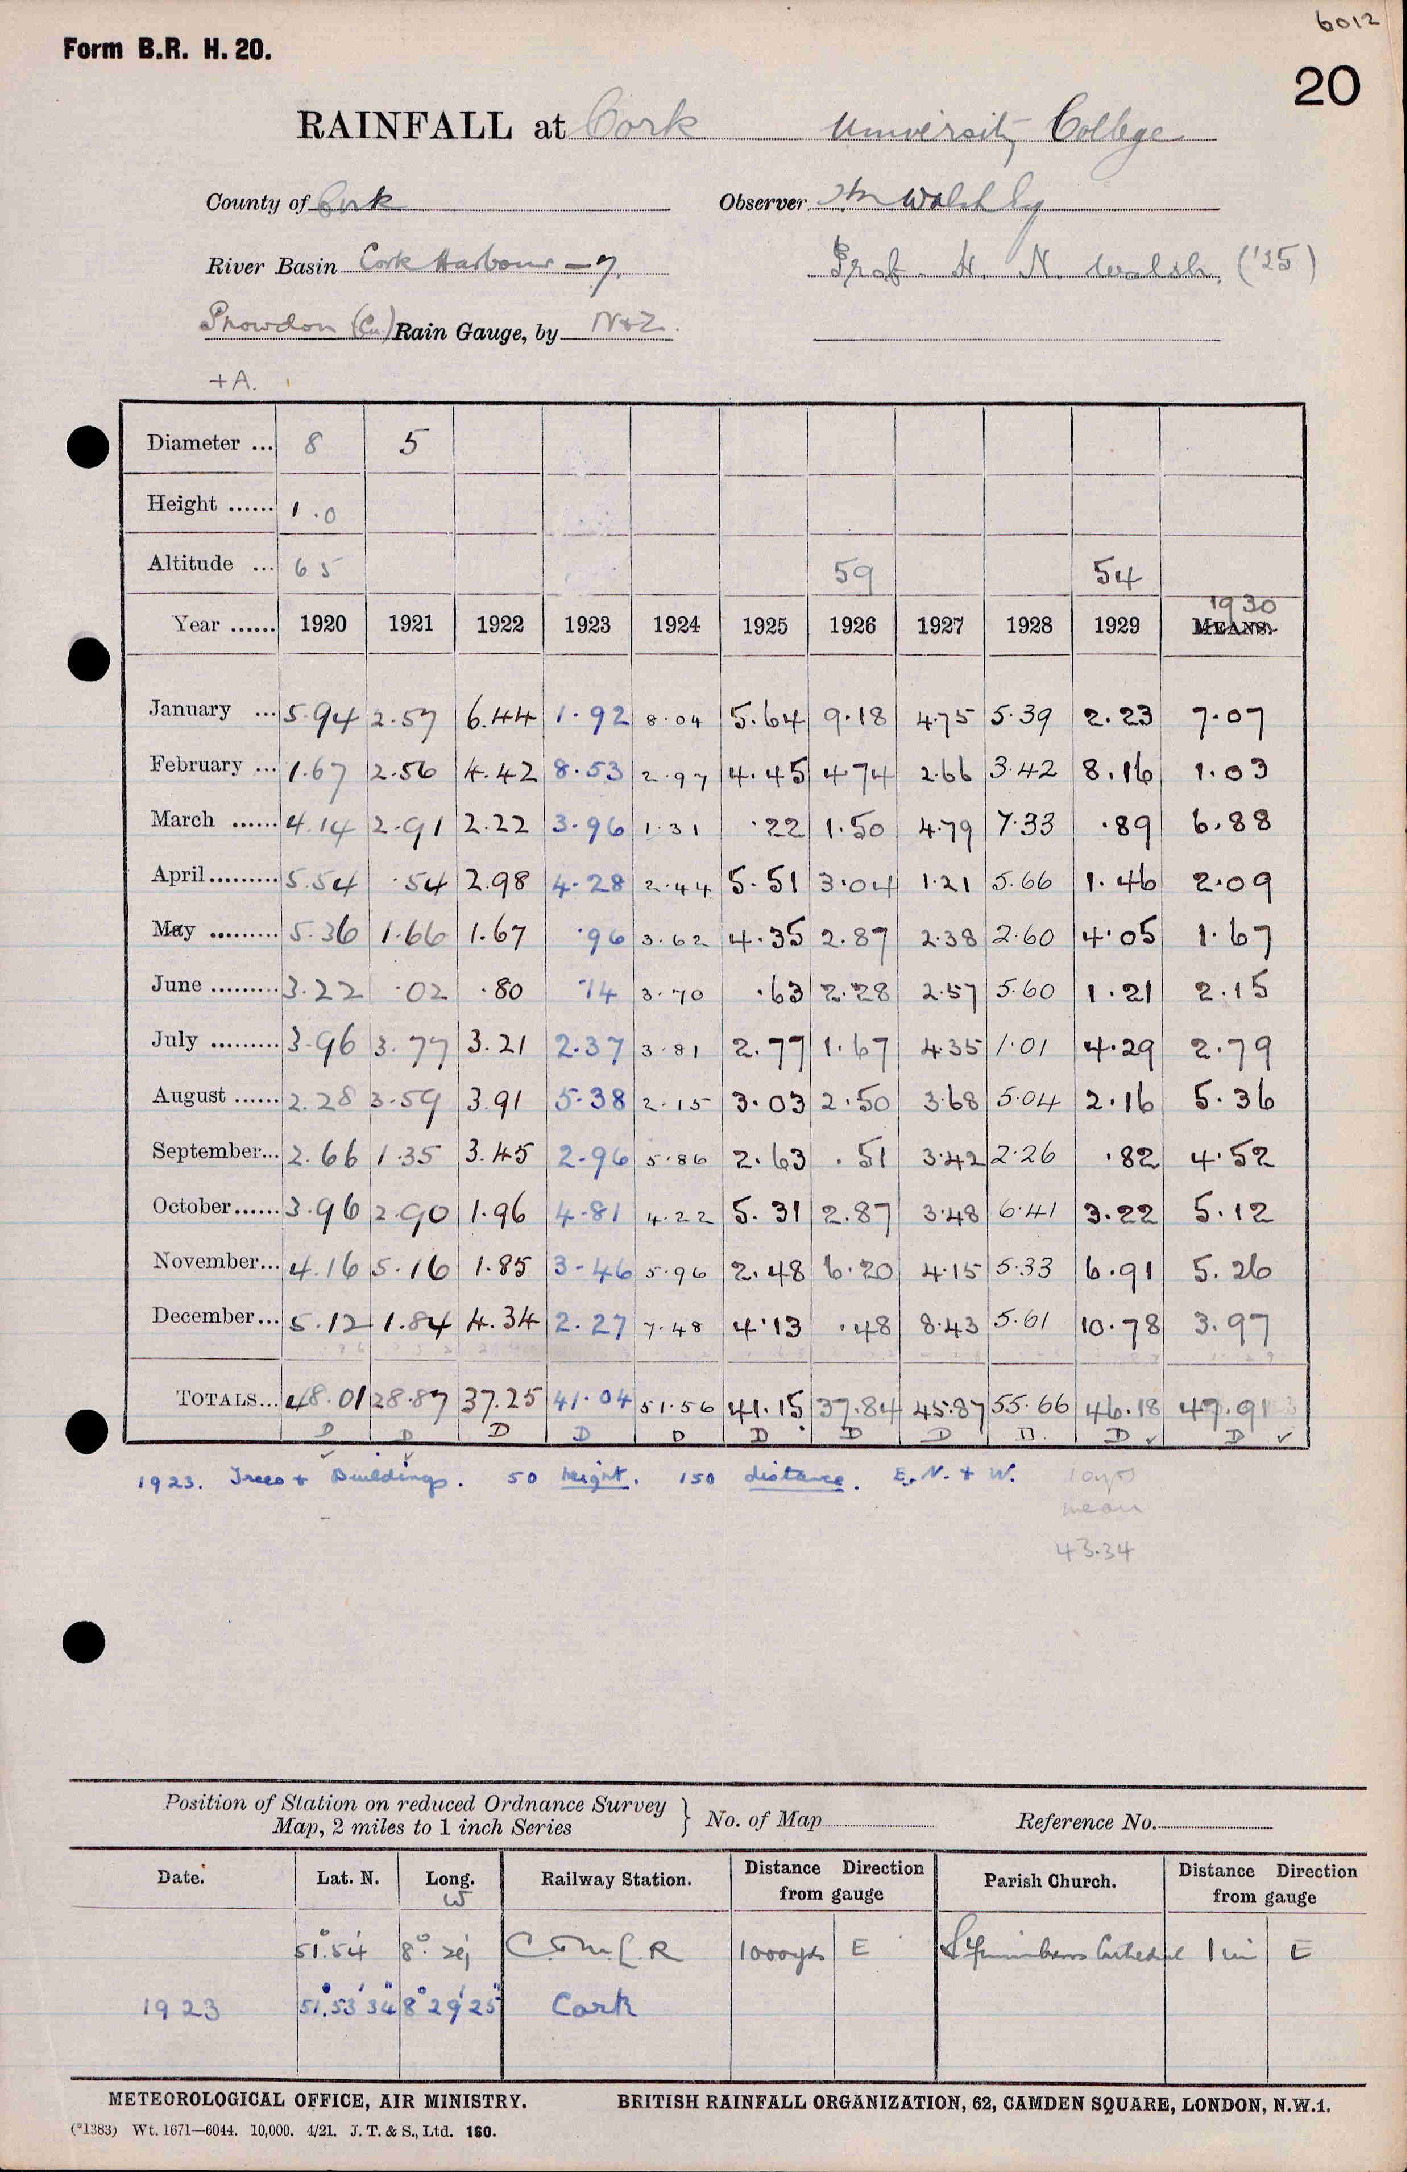 6012
Form B.R. H. 20.
20
RAINFALL at Cork University College
County of Cork Observer Wm Walsh Esq
River Basin Cork Harbour – 7. Prof. H. N. Walsh. ('25)
Snowdon (Cu) Rain Gauge, by N&Z.
+A.
Diameter ... 8 5
Height ...... 1.0
Altitude ... 65 59 54
Year ...... 1920 1921 1922 1923 1924 1925 1926 1927 1928 1929 1930 MEANS.
January ... 5.94 2.57 6.44 1.92 8.04 5.64 9.18 4.75 5.39 2.23 7.07
February ... 1.67 2.56 4.42 8.53 2.97 4.45 4.74 2.66 3.42 8.16 1.03
March ...... 4.14 2.91 2.22 3.96 1.31 .22 1.50 4.79 7.33 .89 6.88
April ......... 5.54 .54 2.98 4.28 2.44 5.51 3.04 1.21 5.66 1.46 2.09
May ......... 5.36 1.66 1.67 .96 3.62 4.35 2.87 2.38 2.60 4.05 1.67
June ......... 3.22 .02 .80 .14 3.70 .63 2.28 2.57 5.60 1.21 2.15
July ......... 3.96 3.77 3.21 2.37 3.81 2.77 1.67 4.35 1.01 4.29 2.79
August ...... 2.28 3.59 3.91 5.38 2.15 3.03 2.50 3.68 5.04 2.16 5.36
September... 2.66 1.35 3.45 2.96 5.86 2.63 .51 3.42 2.26 .82 4.52
October...... 3.96 2.90 1.96 4.81 4.22 5.31 2.87 3.48 6.41 3.22 5.12
November... 4.16 5.16 1.85 3.46 5.96 2.48 6.20 4.15 5.33 6.91 5.26
December... 5.12 1.84 4.34 2.27 7.48 4.13 .48 8.43 5.61 10.78 3.97
TOTALS... 48.01 28.87 37.25 41.04 51.56 41.15 37.84 45.87 55.66 46.18 47.91
D D D D D D D D D. D ✓ D ✓
1923. Trees & Buildings. 50 height. 150 distance. E, N. & W.
10 yrs
mean
43.34
Position of Station on reduced Ordnance Survey Map, 2 miles to 1 inch Series } No. of Map Reference No.
Date. Lat. N. Long. W Railway Station. Distance Direction from gauge Parish Church. Distance Direction from gauge
51° 54' 8° 29' 1000yds E Cathedral 1 mi E
1923 51° 53' 34" 8° 29' 25" Cork
METEOROLOGICAL OFFICE, AIR MINISTRY. BRITISH RAINFALL ORGANIZATION, 62, CAMDEN SQUARE, LONDON, N.W.1.
(*1383) Wt. 1671—6044. 10,000. 4/21. J. T. & S., Ltd. 160.